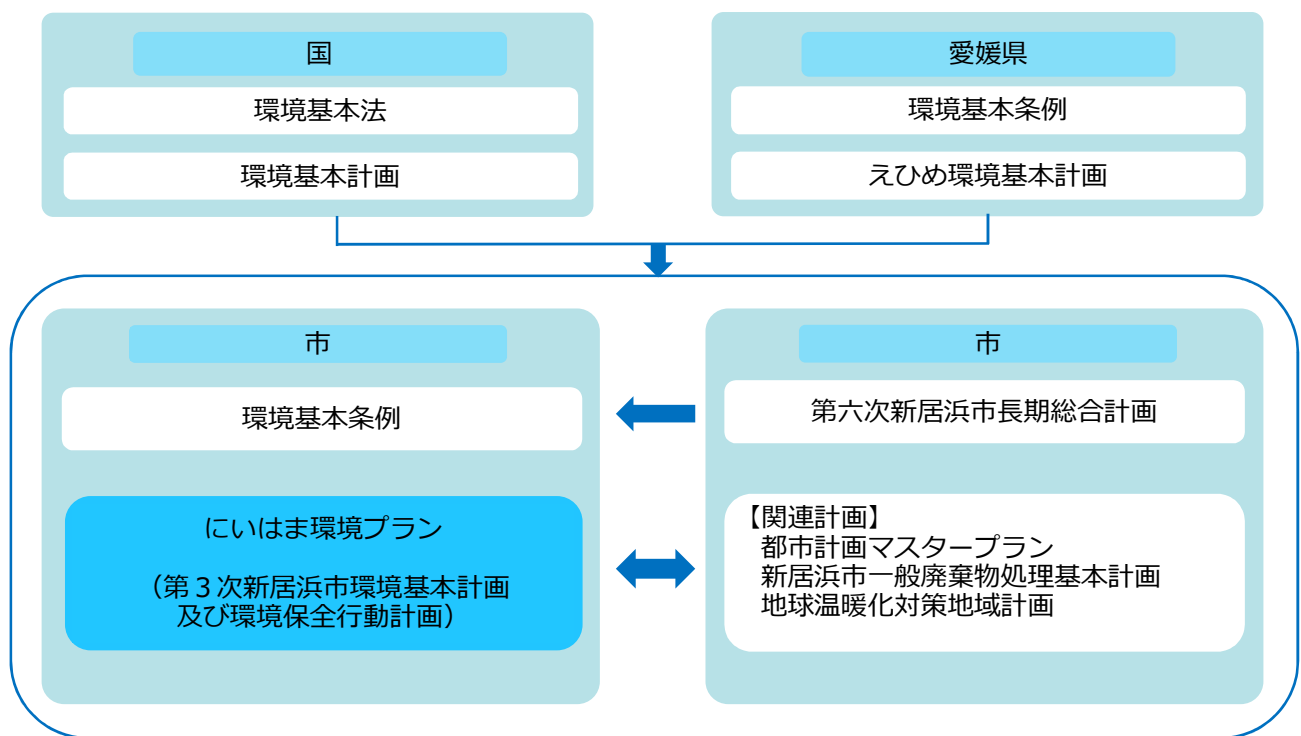 国
環境基本法
環境基本計画
愛媛県
環境基本条例
えひめ環境基本計画
市
環境基本条例
にいはま環境プラン
（第３次新居浜市環境基本計画
及び環境保全行動計画）
市
第六次新居浜市長期総合計画
【関連計画】
都市計画マスタープラン
新居浜市一般廃棄物処理基本計画
地球温暖化対策地域計画